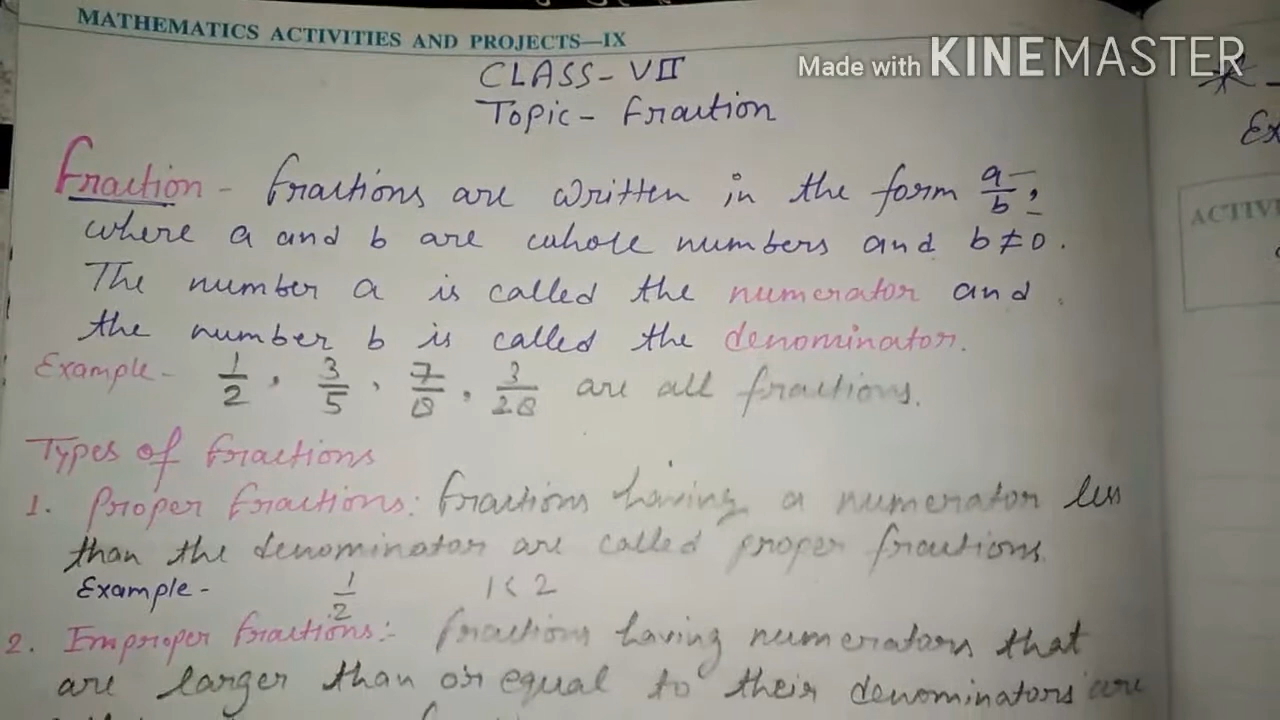 MATHEMATICS ACTIVITIES AND PROJECTS—IX
Made with KINEMASTER
CLASS - VII
Topic - Fraction
Fraction - Fractions are written in the form a/b,
where a and b are whole numbers and b ≠ 0.
The number a is called the numerator and
the number b is called the denominator.
Example - 1/2, 3/5, 7/8, 3/28 are all fractions.
Types of fractions
1. Proper fractions: Fractions having a numerator less
than the denominator are called proper fractions.
Example - 1/2 1 < 2
2. Improper fractions:- Fractions having numerators that
are larger than or equal to their denominators are
Ex
ACTIVI